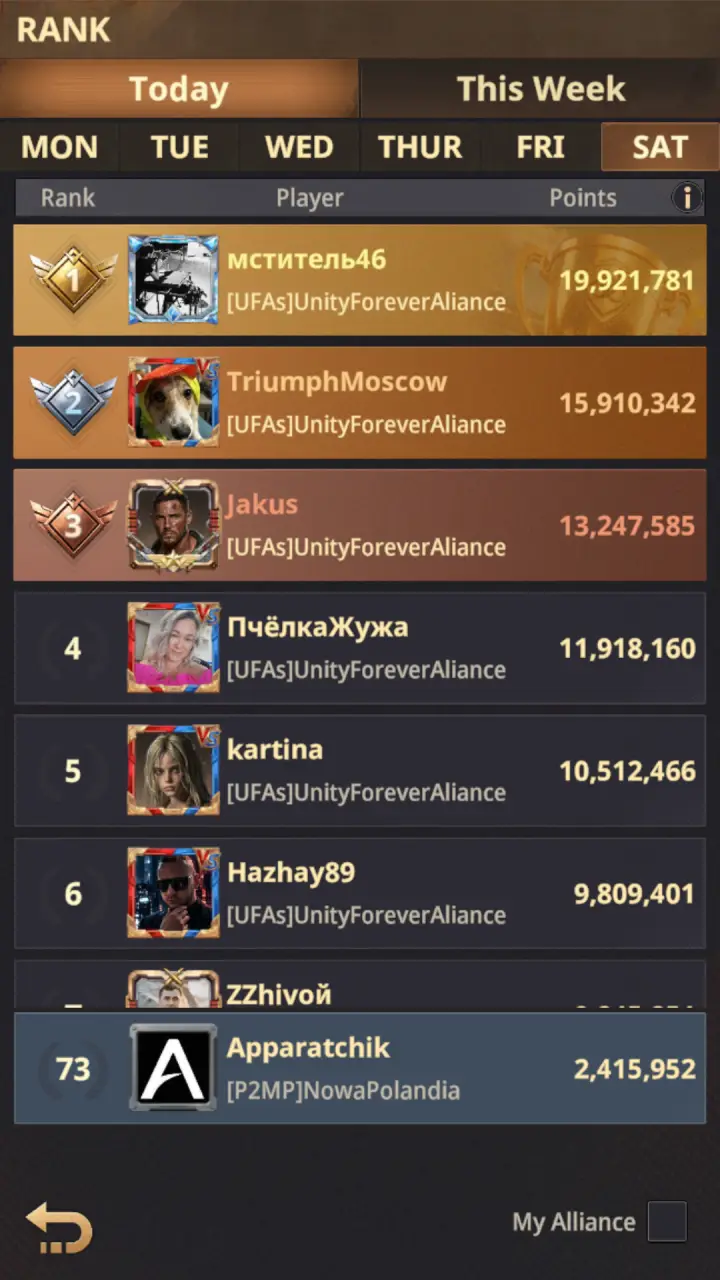 RANK
Today This Week
MON TUE WED THUR FRI SAT
Rank Player Points i
1 мститель46 19,921,781
[UFAs]UnityForeverAliance
2 TriumphMoscow 15,910,342
[UFAs]UnityForeverAliance
3 Jakus 13,247,585
[UFAs]UnityForeverAliance
4 ПчёлкаЖужа 11,918,160
[UFAs]UnityForeverAliance
5 kartina 10,512,466
[UFAs]UnityForeverAliance
6 Hazhay89 9,809,401
[UFAs]UnityForeverAliance
ZZhivoй
73 Apparatchik 2,415,952
[P2MP]NowaPolandia
My Alliance